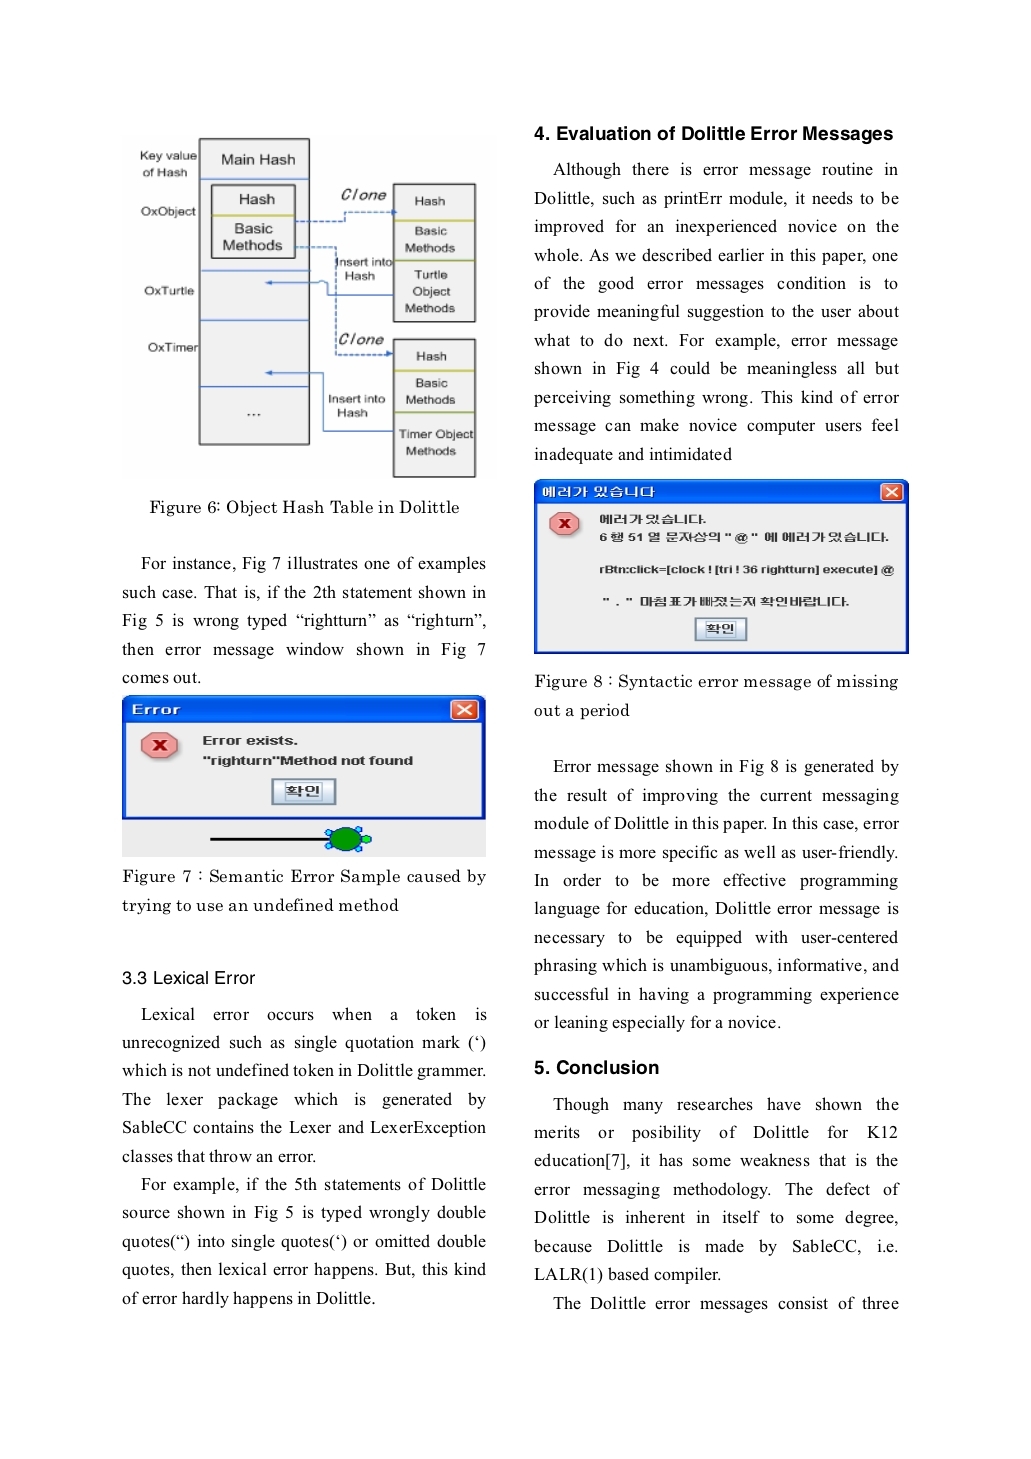 Key value
of Hash
Main Hash
OxObject
Hash
Basic
Methods
OxTurtle
OxTimer
...
Clone
Hash
Basic
Methods
Turtle
Object
Methods
Insert into
Hash
Clone
Hash
Basic
Methods
Timer Object
Methods
Insert into
Hash
Figure 6: Object Hash Table in Dolittle
For instance, Fig 7 illustrates one of examples
such case. That is, if the 2th statement shown in
Fig 5 is wrong typed “rightturn” as “righturn”,
then error message window shown in Fig 7
comes out.
Error
Error exists.
"righturn"Method not found
확인
Figure 7 : Semantic Error Sample caused by
trying to use an undefined method
3.3 Lexical Error
Lexical error occurs when a token is
unrecognized such as single quotation mark (‘)
which is not undefined token in Dolittle grammer.
The lexer package which is generated by
SableCC contains the Lexer and LexerException
classes that throw an error.
For example, if the 5th statements of Dolittle
source shown in Fig 5 is typed wrongly double
quotes(“) into single quotes(‘) or omitted double
quotes, then lexical error happens. But, this kind
of error hardly happens in Dolittle.
4. Evaluation of Dolittle Error Messages
Although there is error message routine in
Dolittle, such as printErr module, it needs to be
improved for an inexperienced novice on the
whole. As we described earlier in this paper, one
of the good error messages condition is to
provide meaningful suggestion to the user about
what to do next. For example, error message
shown in Fig 4 could be meaningless all but
perceiving something wrong. This kind of error
message can make novice computer users feel
inadequate and intimidated
에러가 있습니다
에러가 있습니다.
6 행 51 열 문자상의 " @ " 에 에러가 있습니다.
rBtn:click=[clock ! [tri ! 36 rightturn] execute] @
" . " 마침표가 빠졌는지 확인바랍니다.
확인
Figure 8 : Syntactic error message of missing
out a period
Error message shown in Fig 8 is generated by
the result of improving the current messaging
module of Dolittle in this paper. In this case, error
message is more specific as well as user-friendly.
In order to be more effective programming
language for education, Dolittle error message is
necessary to be equipped with user-centered
phrasing which is unambiguous, informative, and
successful in having a programming experience
or leaning especially for a novice.
5. Conclusion
Though many researches have shown the
merits or posibility of Dolittle for K12
education[7], it has some weakness that is the
error messaging methodology. The defect of
Dolittle is inherent in itself to some degree,
because Dolittle is made by SableCC, i.e.
LALR(1) based compiler.
The Dolittle error messages consist of three